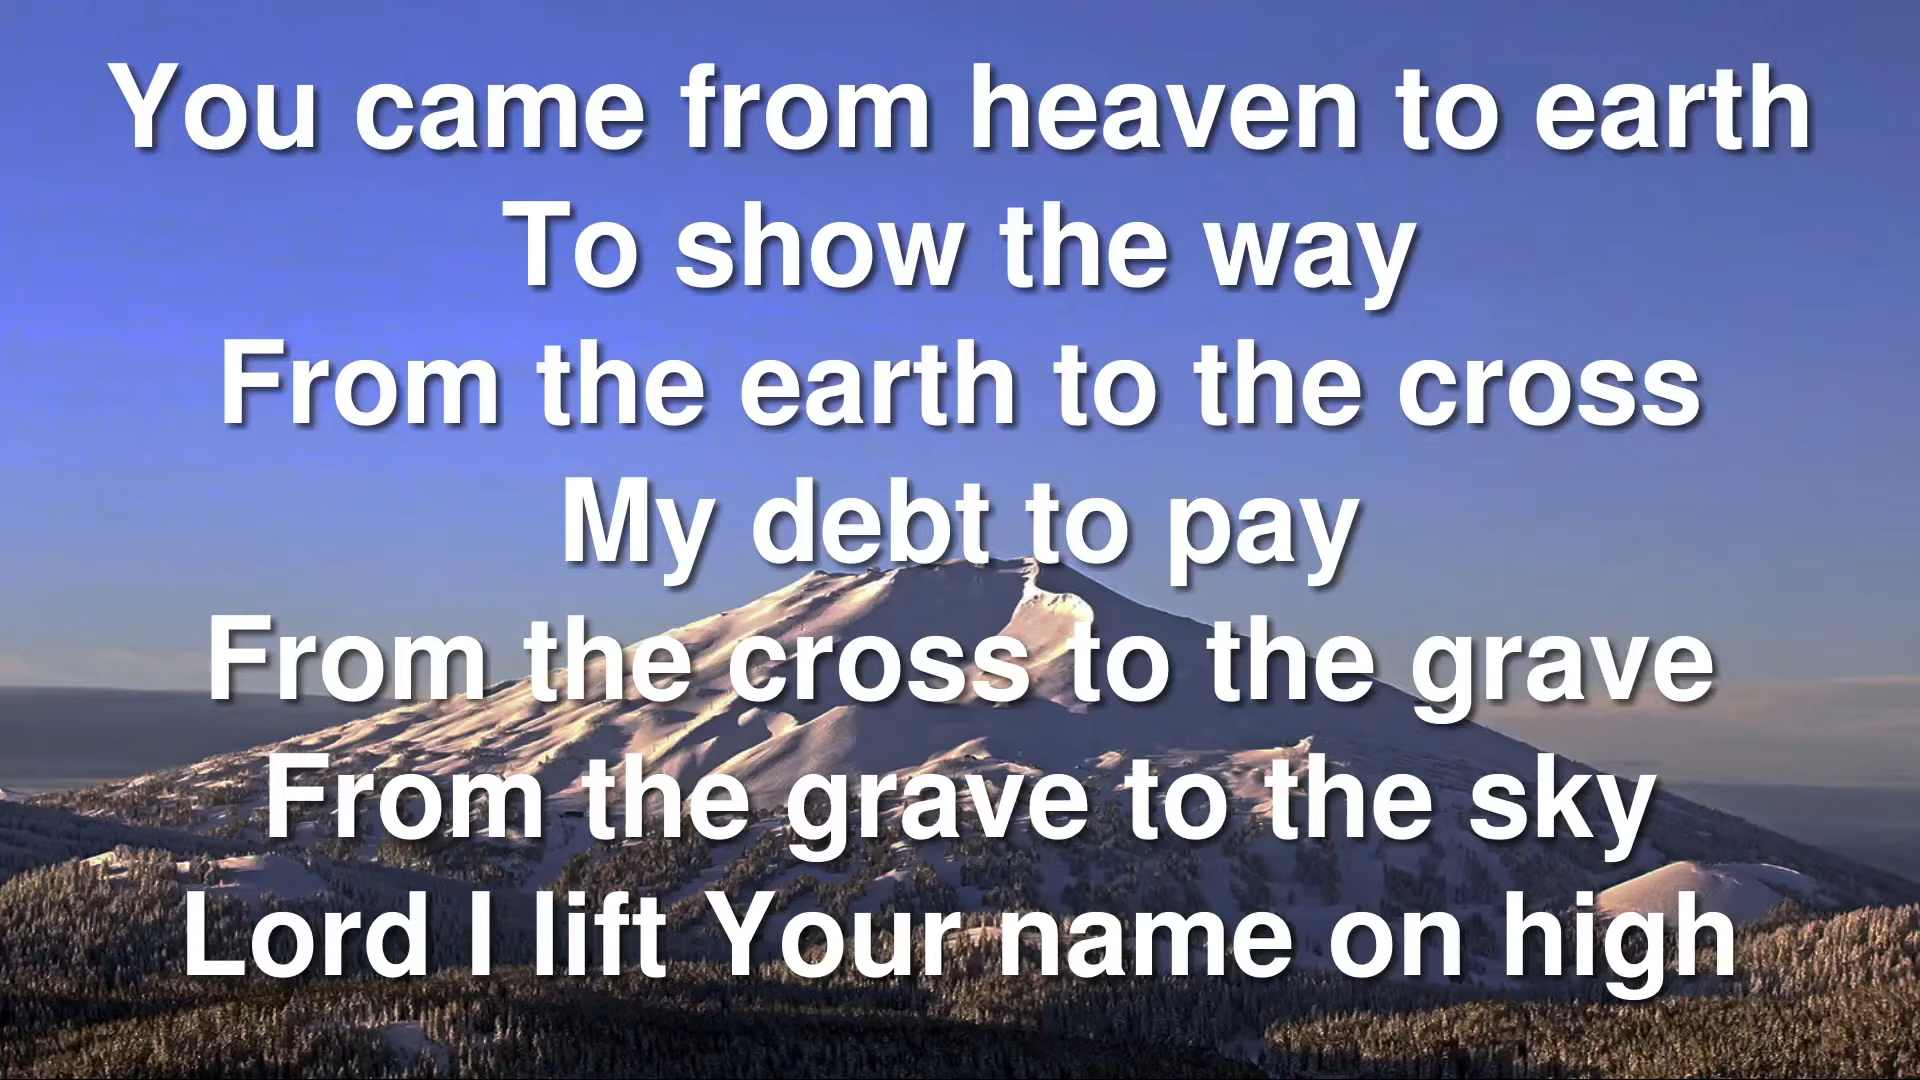 You came from heaven to earth
To show the way
From the earth to the cross
My debt to pay
From the cross to the grave
From the grave to the sky
Lord I lift Your name on high